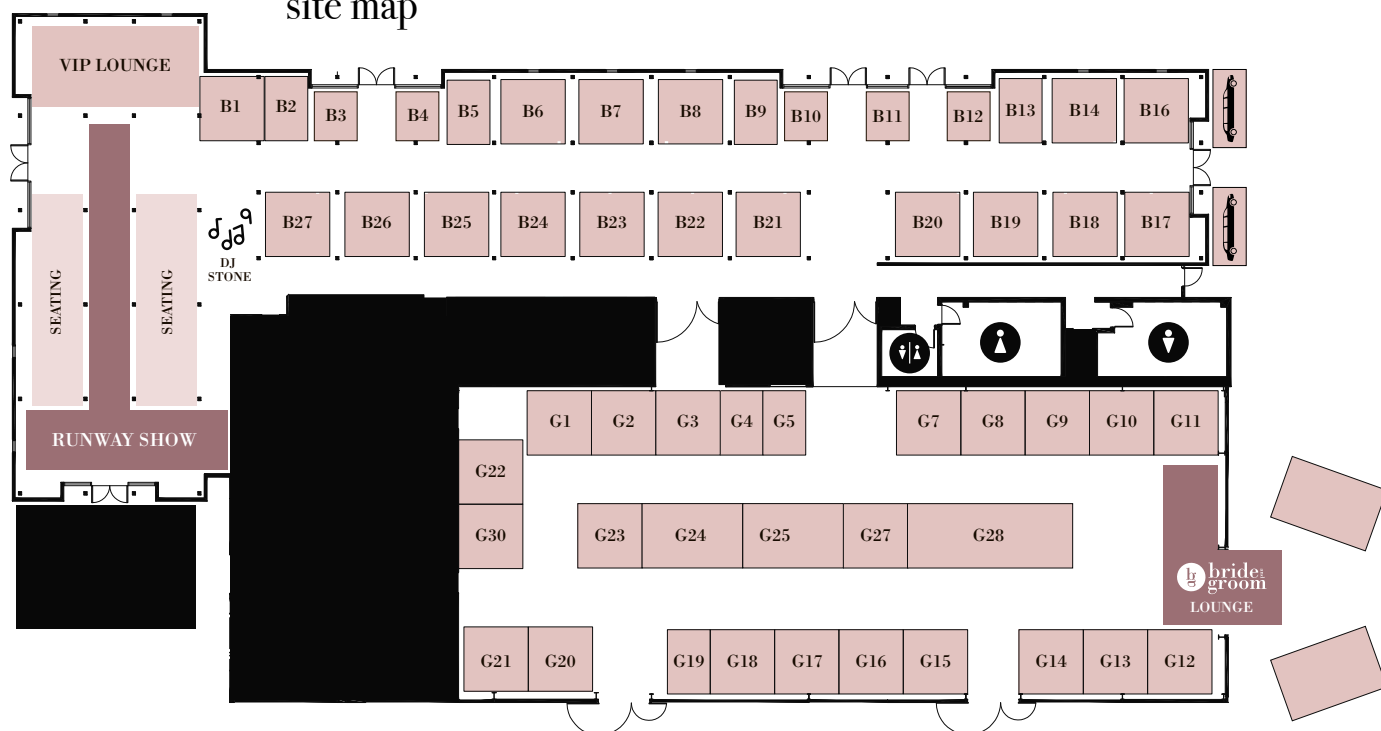 site map
VIP LOUNGE
B1
B2
B3
B4
B5
B6
B7
B8
B9
B10
B11
B12
B13
B14
B16
B27
B26
B25
B24
B23
B22
B21
B20
B19
B18
B17
DJ
STONE
SEATING
SEATING
RUNWAY SHOW
G1
G2
G3
G4
G5
G7
G8
G9
G10
G11
G22
G30
G23
G24
G25
G27
G28
bride
groom
LOUNGE
G21
G20
G19
G18
G17
G16
G15
G14
G13
G12